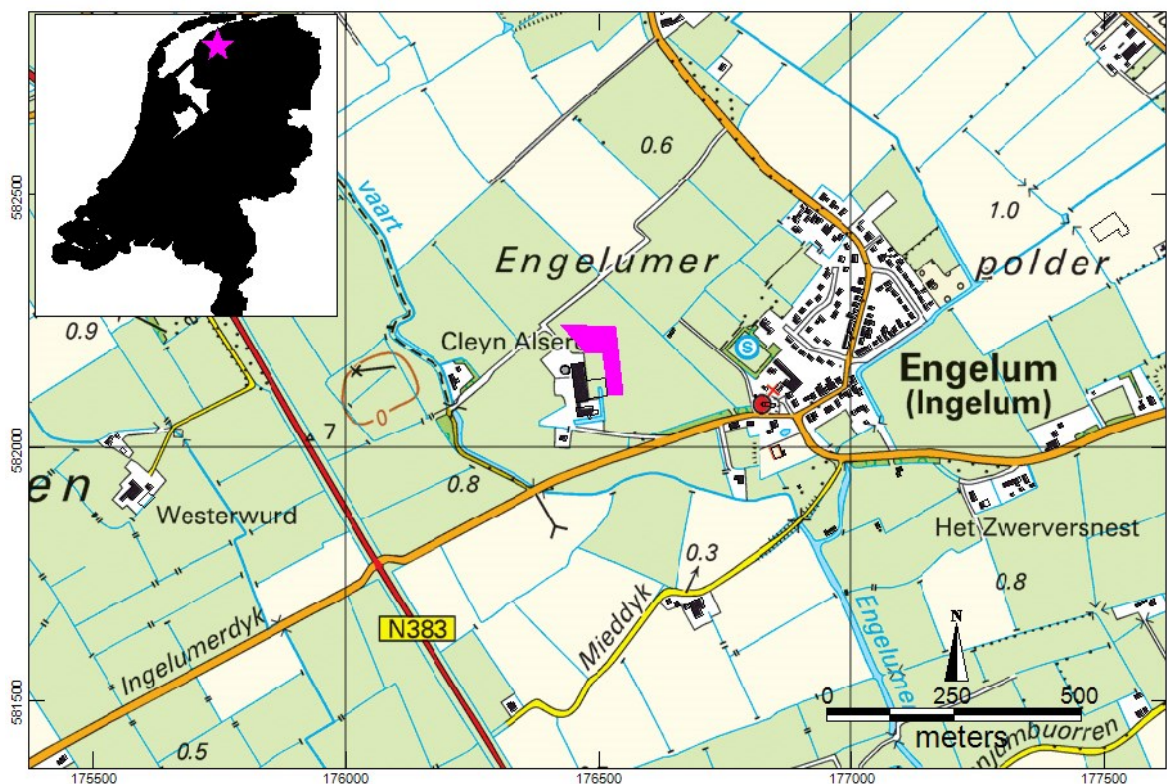 0.6
1.0
vaart
582500
Engelumer
polder
0.9
Cleyn Alsem
S
Engelum
(Ingelum)
0
7
582000
en
0.8
Westerwurd
Het Zwerversnest
0.3
0.8
Mieddyk
Ingelumerdyk
N383
Engelumer
N
0 250 500
meters
581500
0.5
175500 176000 176500 177000 177500